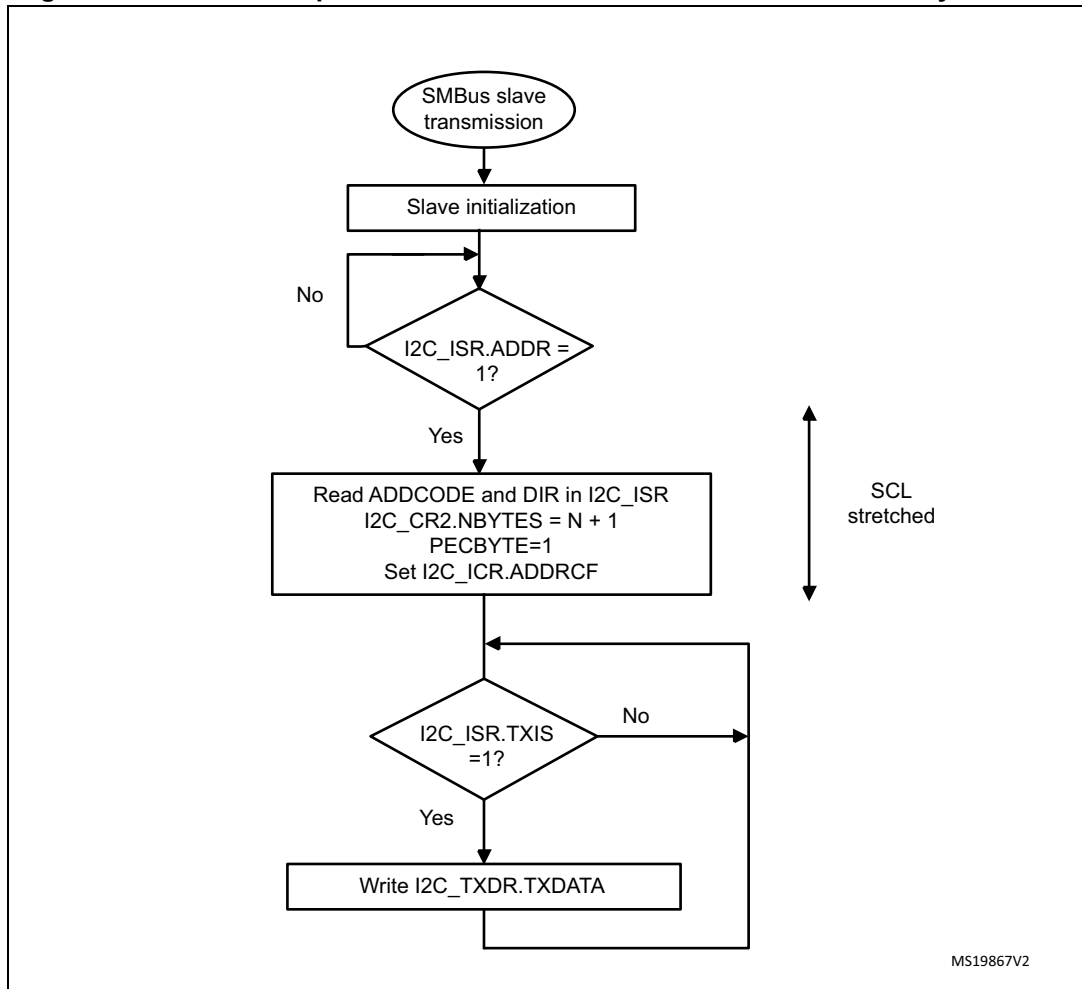 SMBus slave
transmission
Slave initialization
No
I2C_ISR.ADDR =
1?
Yes
Read ADDCODE and DIR in I2C_ISR
I2C_CR2.NBYTES = N + 1
PECBYTE=1
Set I2C_ICR.ADDRCF
SCL
stretched
I2C_ISR.TXIS
=1?
No
Yes
Write I2C_TXDR.TXDATA
MS19867V2